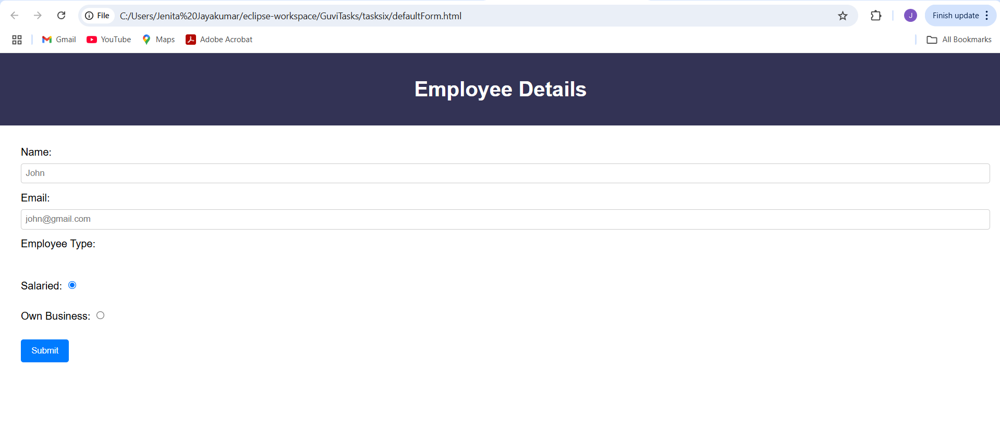 File C:/Users/Jenita%20Jayakumar/eclipse-workspace/GuviTasks/tasksix/defaultForm.html J Finish update
Gmail YouTube Maps Adobe Acrobat All Bookmarks
Employee Details
Name:
John
Email:
john@gmail.com
Employee Type:
Salaried:
Own Business:
Submit